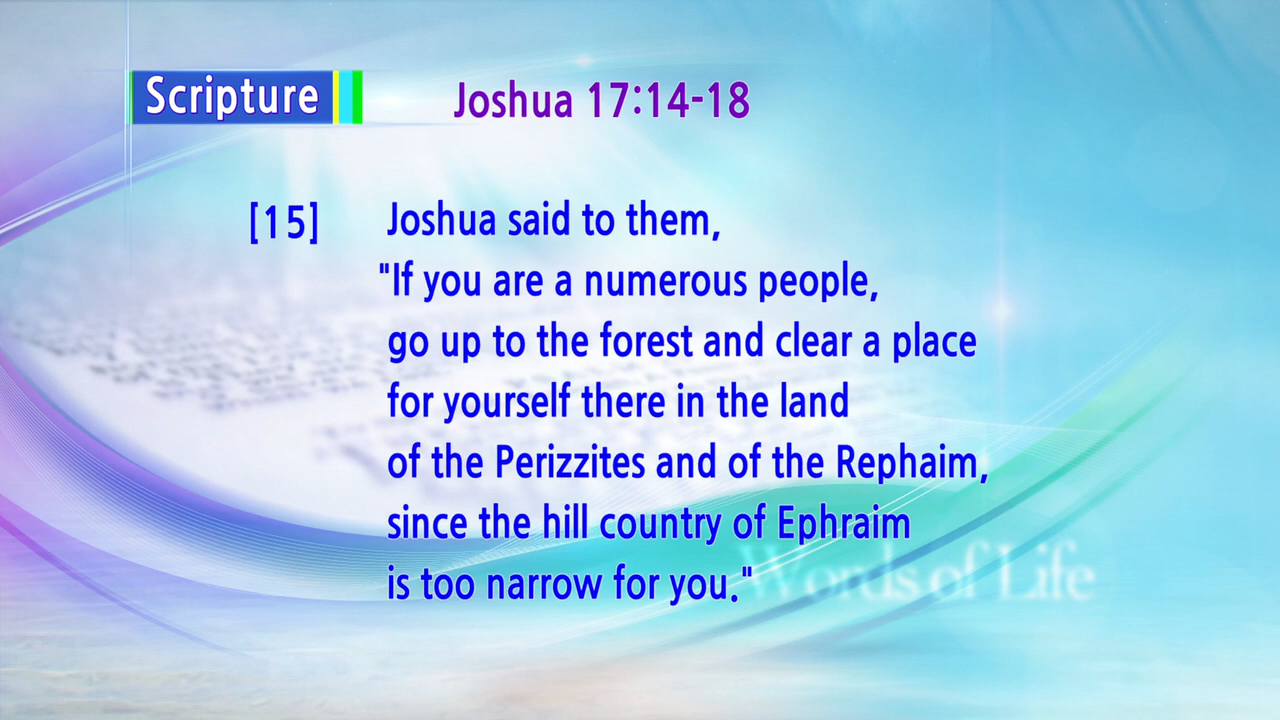 Scripture
Joshua 17:14-18
[15] Joshua said to them,
"If you are a numerous people,
go up to the forest and clear a place
for yourself there in the land
of the Perizzites and of the Rephaim,
since the hill country of Ephraim
is too narrow for you."
Words of Life